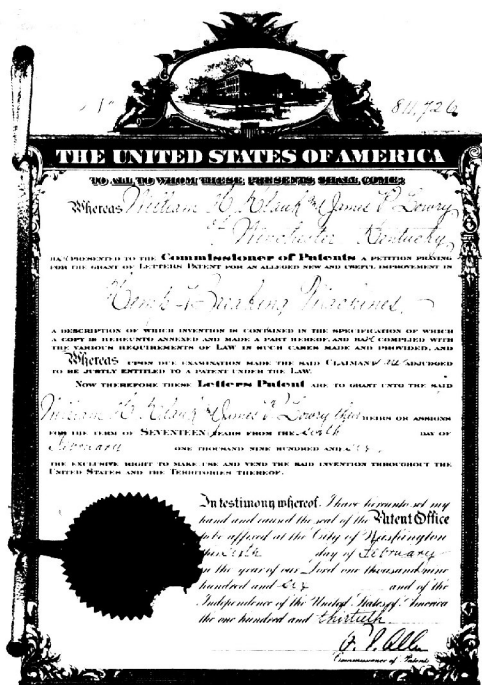 No 811,726
THE UNITED STATES OF AMERICA
TO ALL TO WHOM THESE PRESENTS SHALL COME:
Whereas William H. and James P. Lowry
of Winchester Kentucky
PRESENTED TO THE Commissioner of Patents A PETITION PRAYING
FOR THE GRANT OF LETTERS PATENT FOR AN ALLEGED NEW AND USEFUL IMPROVEMENT IN
Hemp Breaking Machines.
A DESCRIPTION OF WHICH INVENTION IS CONTAINED IN THE SPECIFICATION OF WHICH
A COPY IS HEREUNTO ANNEXED AND MADE A PART HEREOF, AND HAVE COMPLIED WITH
THE VARIOUS REQUIREMENTS OF LAW IN SUCH CASES MADE AND PROVIDED, AND
Whereas UPON DUE EXAMINATION MADE THE SAID CLAIMANTS ARE ADJUDGED
TO BE JUSTLY ENTITLED TO A PATENT UNDER THE LAW.
NOW THEREFORE THESE Letters Patent ARE TO GRANT UNTO THE SAID
William H. and James P. Lowry their HEIRS OR ASSIGNS
FOR THE TERM OF SEVENTEEN YEARS FROM THE sixth DAY OF
February ONE THOUSAND NINE HUNDRED AND six,
THE EXCLUSIVE RIGHT TO MAKE USE AND VEND THE SAID INVENTION THROUGHOUT THE
UNITED STATES AND THE TERRITORIES THEREOF.
In testimony whereof I have hereunto set my
hand and caused the seal of the Patent Office
to be affixed at the City of Washington
this sixth day of February
in the year of our Lord one thousand nine
hundred and six and of the
Independence of the United States of America
the one hundred and thirtieth.
F. I. Allen
Commissioner of Patents